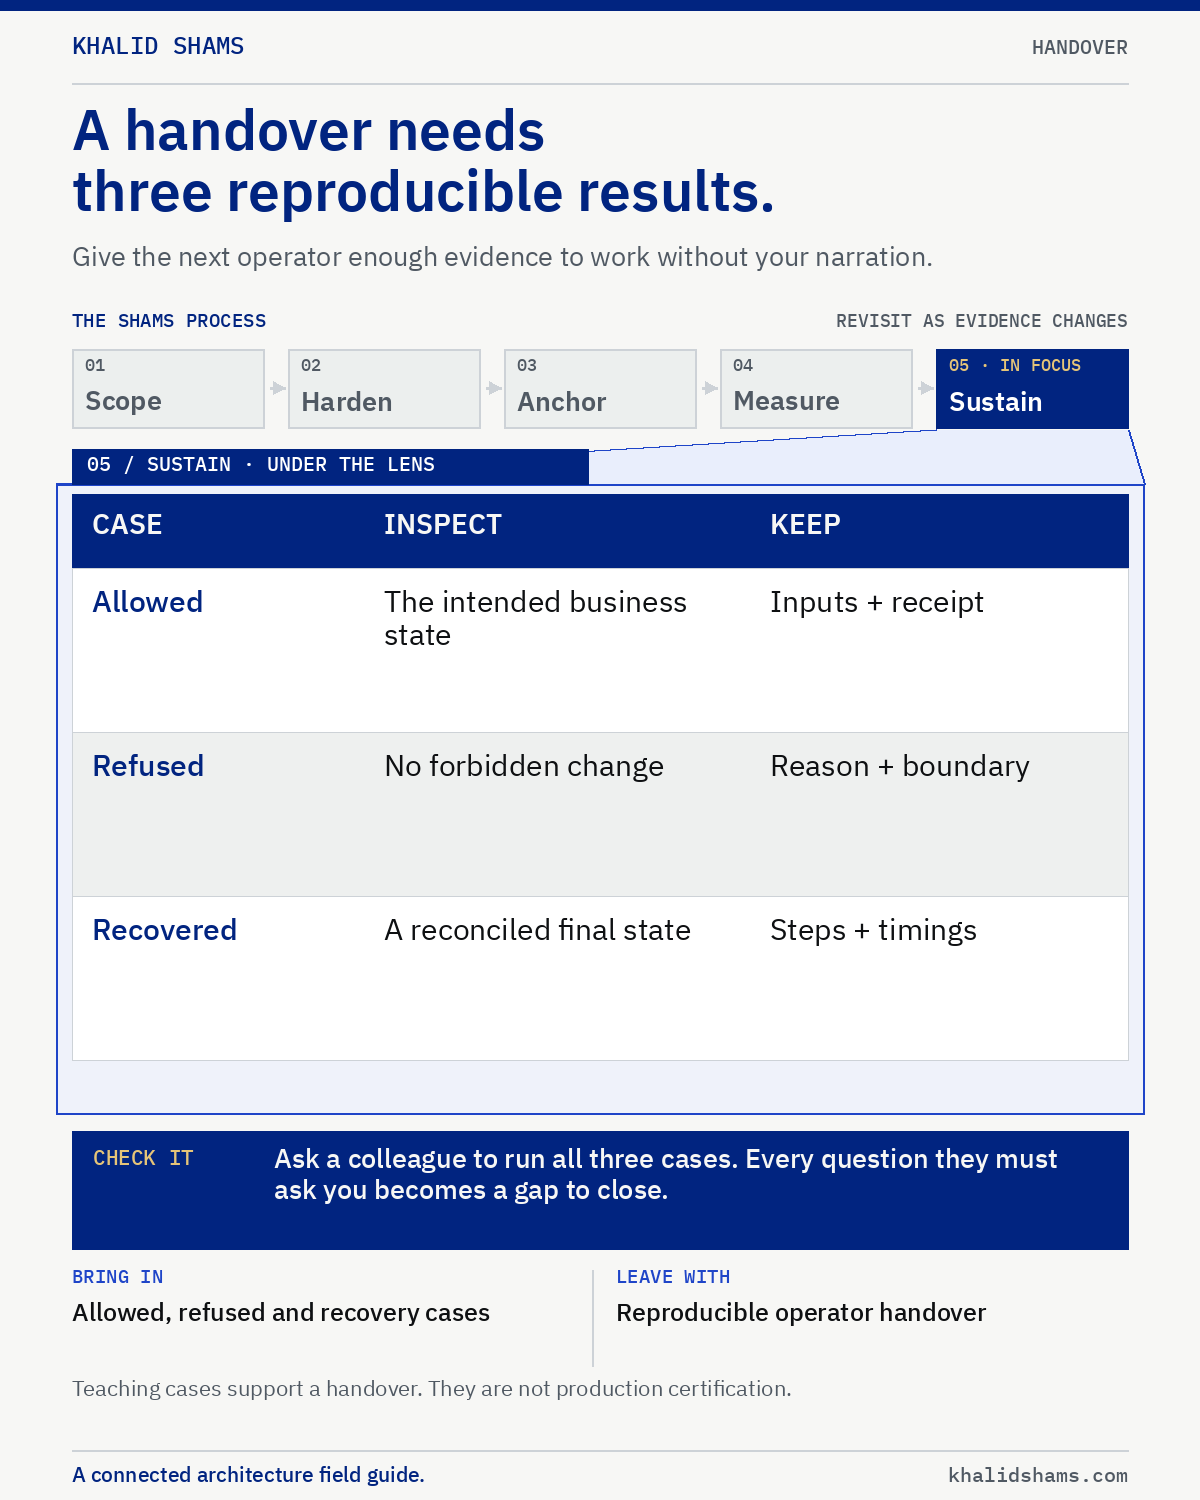 KHALID SHAMS
HANDOVER
A handover needs
three reproducible results.
Give the next operator enough evidence to work without your narration.
THE SHAMS PROCESS
REVISIT AS EVIDENCE CHANGES
01
Scope
02
Harden
03
Anchor
04
Measure
05 · IN FOCUS
Sustain
05 / SUSTAIN · UNDER THE LENS
CASE
INSPECT
KEEP
Allowed
The intended business
state
Inputs + receipt
Refused
No forbidden change
Reason + boundary
Recovered
A reconciled final state
Steps + timings
CHECK IT
Ask a colleague to run all three cases. Every question they must
ask you becomes a gap to close.
BRING IN
Allowed, refused and recovery cases
LEAVE WITH
Reproducible operator handover
Teaching cases support a handover. They are not production certification.
A connected architecture field guide.
khalidshams.com